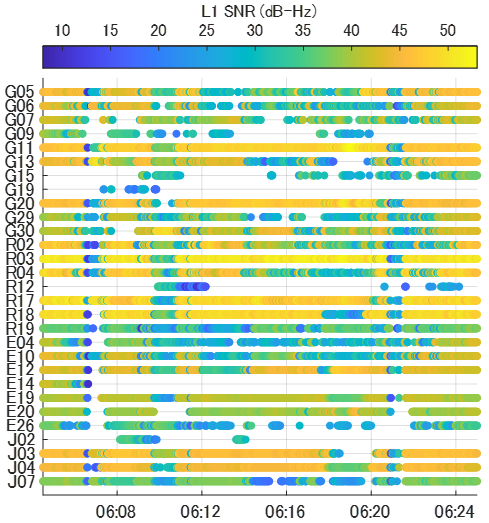 L1 SNR (dB-Hz)
10 15 20 25 30 35 40 45 50
G05
G06
G07
G09
G11
G13
G15
G19
G20
G29
G30
R02
R03
R04
R12
R17
R18
R19
E04
E10
E12
E14
E19
E20
E26
J02
J03
J04
J07
06:08 06:12 06:16 06:20 06:24